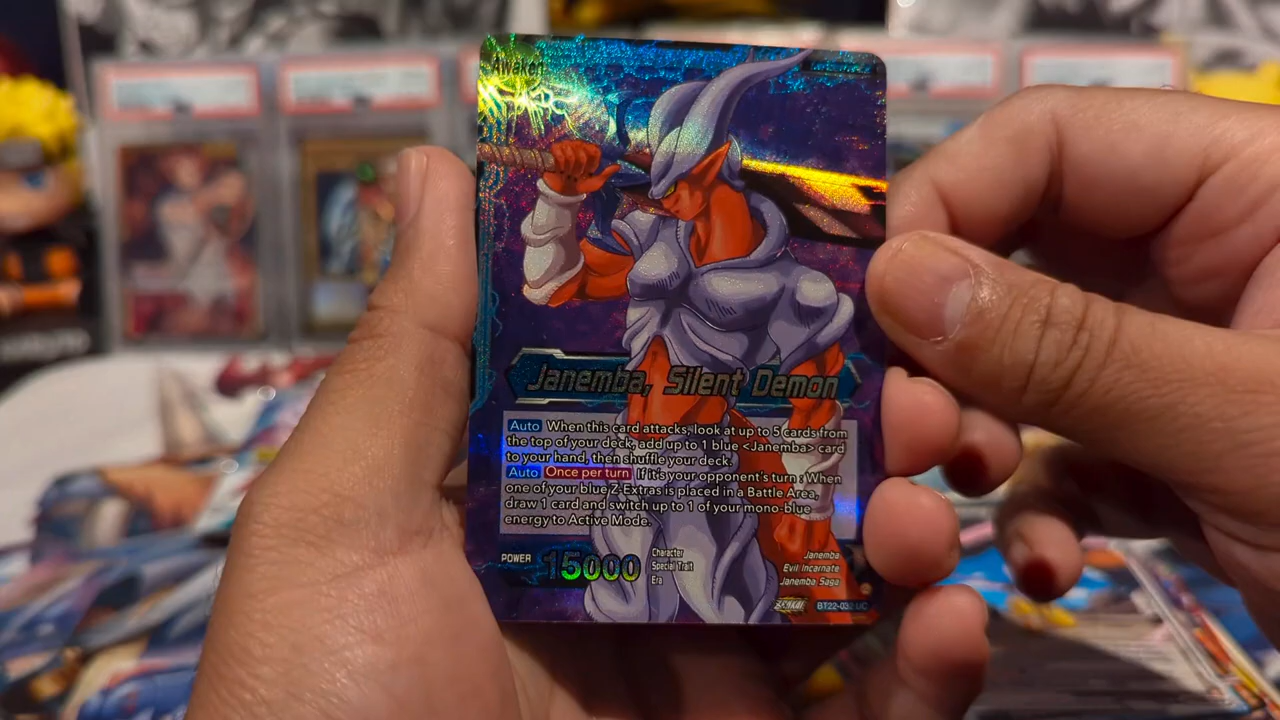 Awaken
Janemba, Silent Demon
Auto When this card attacks, look at up to 5 cards from
the top of your deck, add up to 1 blue <Janemba> card
to your hand, then shuffle your deck.
Auto Once per turn If it's your opponent's turn : When
one of your blue Z-Extras is placed in a Battle Area,
draw 1 card and switch up to 1 of your mono-blue
energy to Active Mode.
POWER 15000
Character Janemba
Special Trait Evil Incarnate
Era Janemba Saga
UC